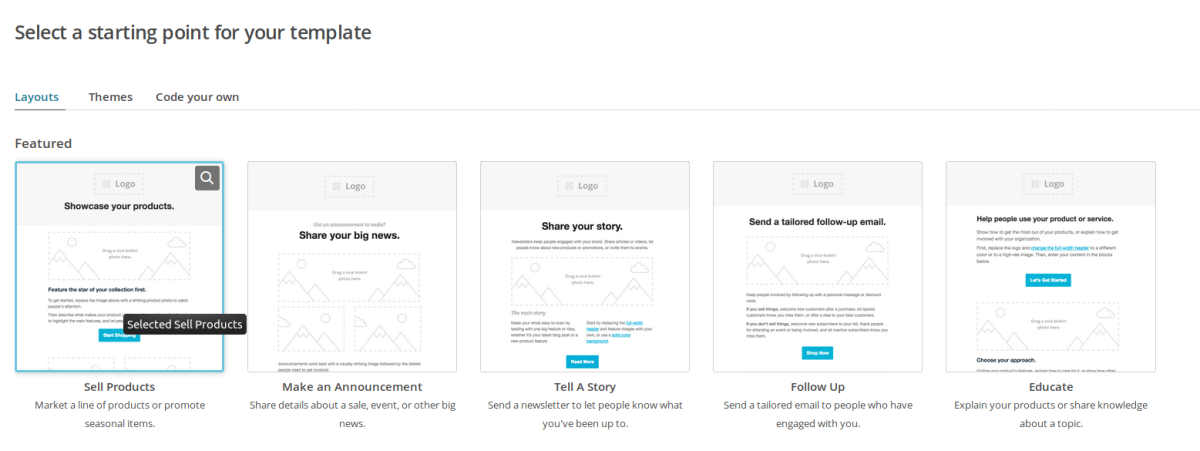 Select a starting point for your template
Layouts Themes Code your own
Featured
Logo
Showcase your products.
Drag a nice lookin'
photo here.
Feature the star of your collection first.
To get started, replace the image above with a striking product photo to catch
people's attention.
Then describe what makes your product
to highlight the main features, and let
Selected Sell Products
Start Shopping
Sell Products
Market a line of products or promote
seasonal items.
Logo
Got an announcement to make?
Share your big news.
Drag a nice lookin'
photo here.
Announcements work best with a visually striking image followed by the details
people need to get involved.
Make an Announcement
Share details about a sale, event, or other big
news.
Logo
Share your story.
Newsletters keep people engaged with your brand. Share articles or videos, let
people know about new products or promotions, or invite them to events.
Drag a nice lookin'
photo here.
The main story
Make your email easy to scan by
leading with one big feature or idea,
whether it's your latest blog post or a
new product feature
Start by replacing the full-width
header and feature images with your
own, or use a solid color
background.
Read More
Tell A Story
Send a newsletter to let people know what
you've been up to.
Logo
Send a tailored follow-up email.
Drag a nice lookin'
photo here.
Keep people involved by following up with a personal message or discount
code.
If you sell things, welcome new customers after a purchase, let lapsed
customers know you miss them, or offer a deal to your best customers.
If you don't sell things, welcome new subscribers to your list, thank people
for attending an event or being involved, and let inactive subscribers know you
miss them.
Shop Now
Follow Up
Send a tailored email to people who have
engaged with you.
Logo
Help people use your product or service.
Show how to get the most out of your products, or explain how to get
involved with your organization.
First, replace the logo and change the full-width header to a different
color or to a high-res image. Then, enter your content in the blocks
below.
Let's Get Started
Drag a nice lookin'
photo here.
Choose your approach.
Educate
Explain your products or share knowledge
about a topic.